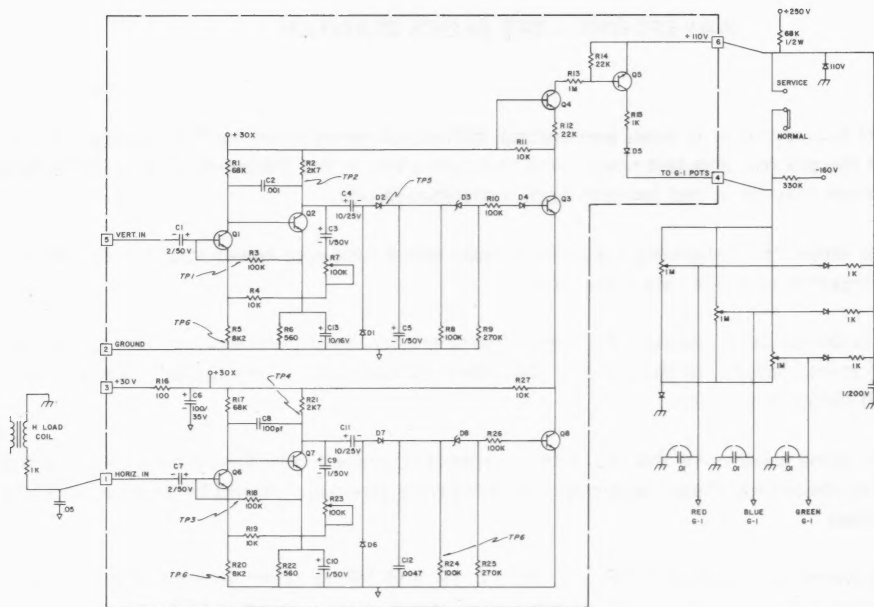 +250V
68K
1/2W
+110V
6
110V
SERVICE
NORMAL
-160V
330K
TO G-1 POTS
4
R14
22K
R13
1M
Q5
Q4
R15
1K
D5
R12
22K
R11
10K
+30X
R1
68K
C2
.001
R2
2K7
TP2
C4
10/25V
D2
TP5
D3
R10
100K
D4
Q3
5
VERT. IN
C1
2/50V
Q1
Q2
C3
1/50V
R3
100K
TP1
R7
100K
R4
10K
TP6
R5
8K2
R6
560
C13
10/16V
D1
C5
1/50V
R8
100K
R9
270K
2
GROUND
3
+30V
R16
100
+30X
C6
100/
35V
R17
68K
C8
100pf
TP4
R21
2K7
C11
10/25V
D7
D8
R26
100K
R27
10K
Q8
H LOAD
COIL
1K
.05
1
HORIZ. IN
C7
2/50V
Q6
Q7
C9
1/50V
R18
100K
TP3
R23
100K
R19
10K
TP6
R20
8K2
R22
560
C10
1/50V
D6
C12
.0047
TP6
R24
100K
R25
270K
1M
1K
1M
1K
1M
1K
1/200V
.01
.01
.01
RED
G-1
BLUE
G-1
GREEN
G-1